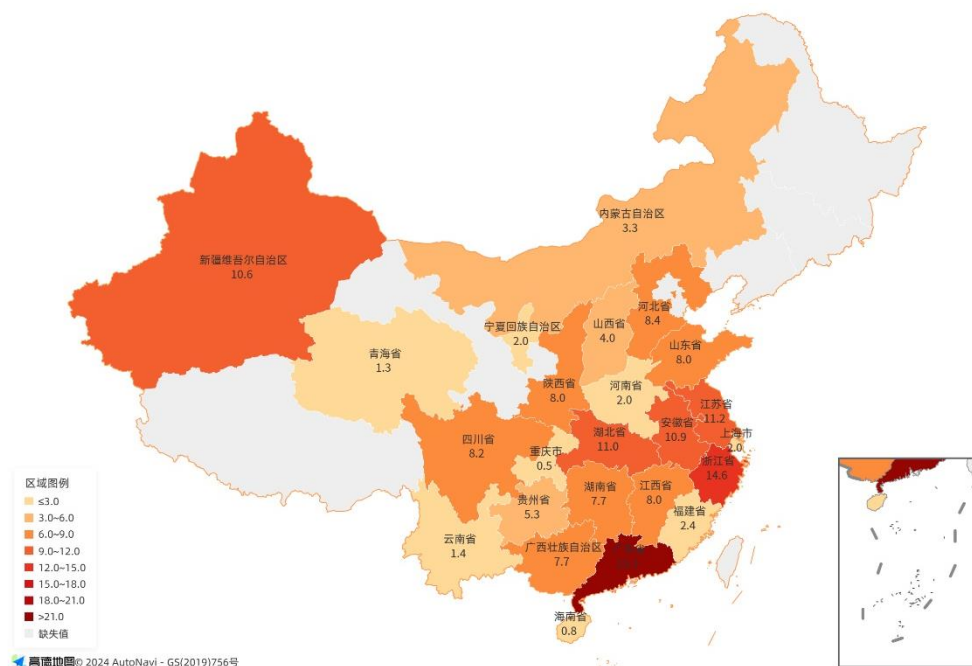 内蒙古自治区
3.3
新疆维吾尔自治区
10.6
河北省
8.4
宁夏回族自治区
2.0
山西省
4.0
山东省
8.0
青海省
1.3
陕西省
8.0
河南省
2.0
江苏省
11.2
安徽省
10.9
上海市
2.0
湖北省
11.0
四川省
8.2
重庆市
0.5
浙江省
14.6
湖南省
7.7
江西省
8.0
贵州省
5.3
福建省
2.4
云南省
1.4
广西壮族自治区
7.7
海南省
0.8
区域图例
≤3.0
3.0~6.0
6.0~9.0
9.0~12.0
12.0~15.0
15.0~18.0
18.0~21.0
>21.0
缺失值
高德地图© 2024 AutoNavi - GS(2019)756号